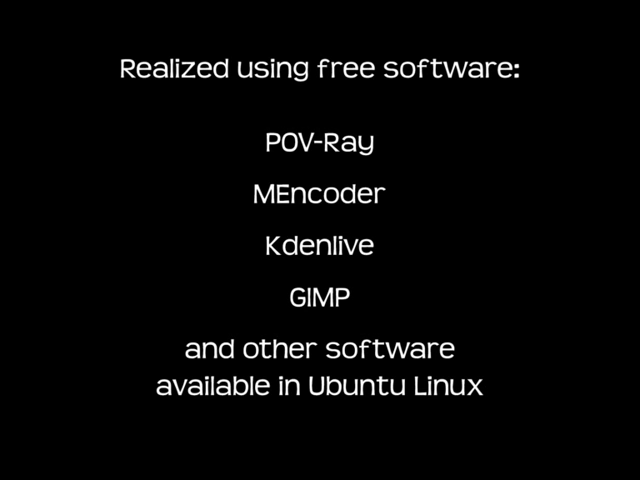 Realized using free software:
POV-Ray
MEncoder
Kdenlive
GIMP
and other software
available in Ubuntu Linux